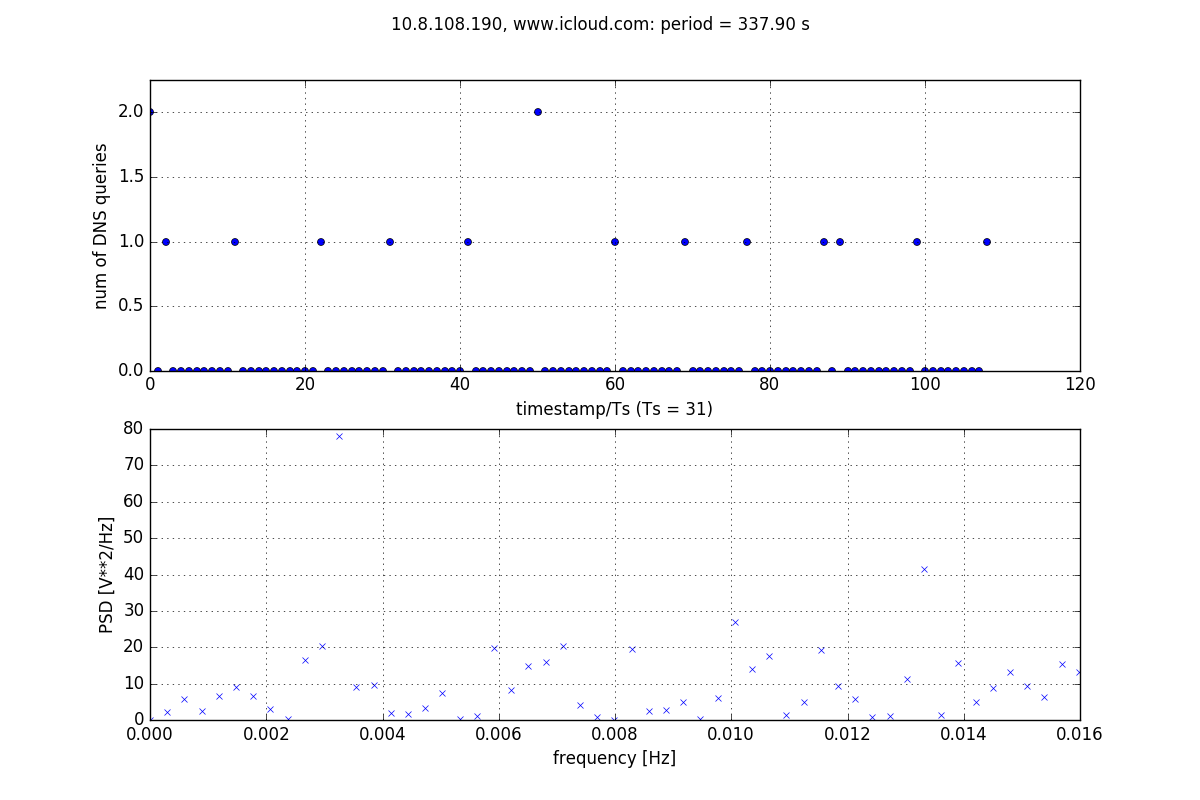 10.8.108.190, www.icloud.com: period = 337.90 s
2.0
1.5
1.0
0.5
0.0
num of DNS queries
0 20 40 60 80 100 120
timestamp/Ts (Ts = 31)
80
70
60
50
40
30
20
10
0
PSD [V**2/Hz]
0.000 0.002 0.004 0.006 0.008 0.010 0.012 0.014 0.016
frequency [Hz]